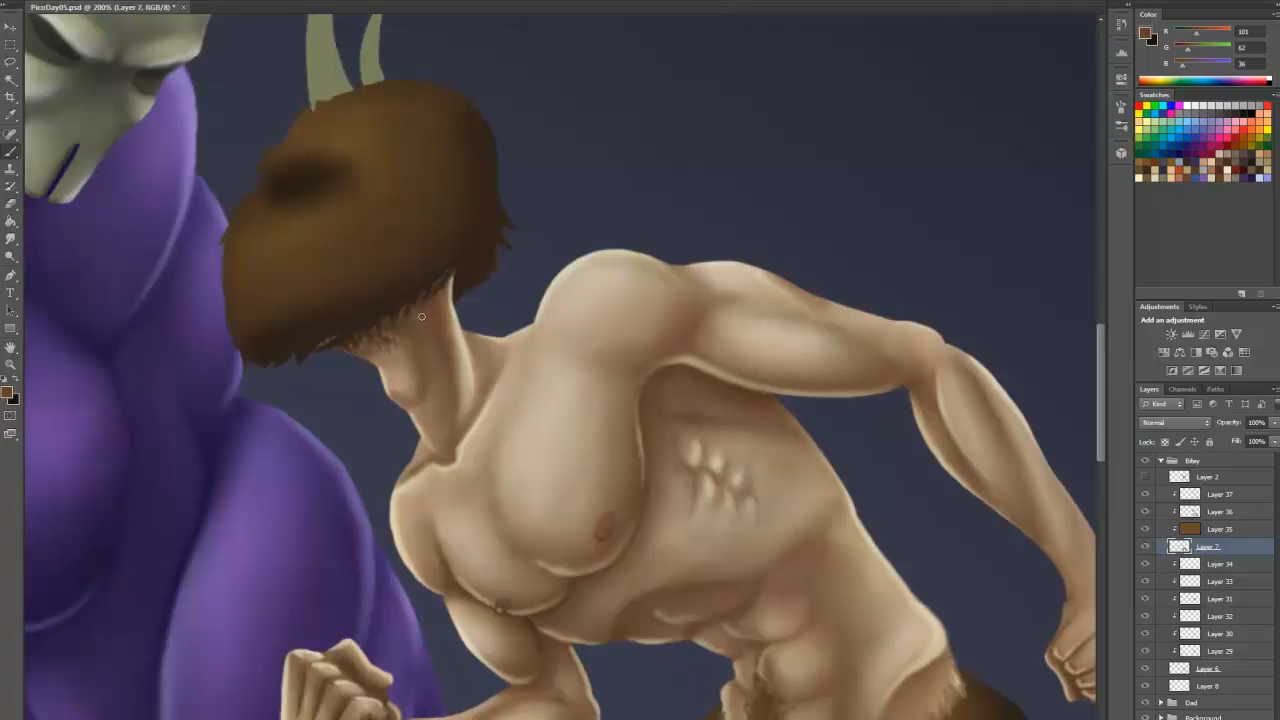 PicoDay05.psd @ 200% (Layer 7, RGB/8) *
Color
R 101
G 62
B 36
Swatches
Adjustments Styles
Add an adjustment
Layers Channels Paths
Kind
Normal Opacity: 100%
Lock: Fill: 100%
Bitey
Layer 2
Layer 37
Layer 36
Layer 35
Layer 7
Layer 34
Layer 33
Layer 31
Layer 32
Layer 30
Layer 29
Layer 6
Layer 8
Dad
Background